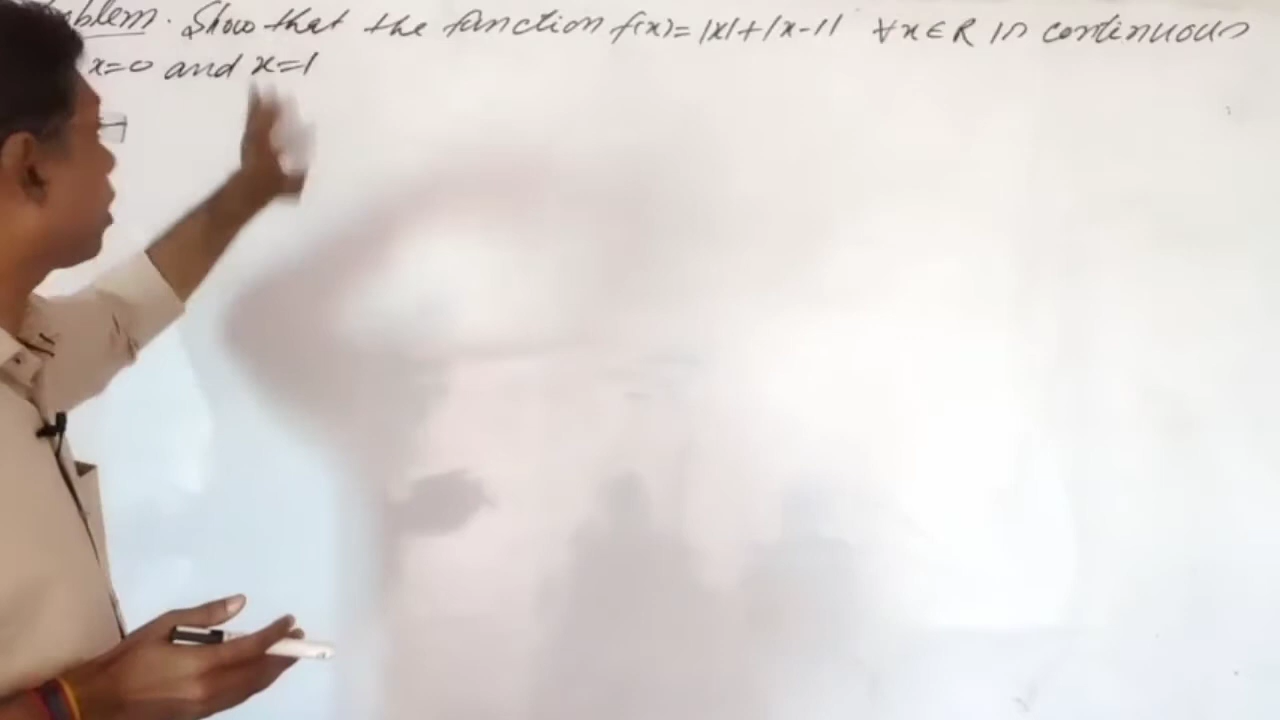 Problem. Show that the function f(x)=|x|+|x-1| ∀x∈R is continuous
x=0 and x=1